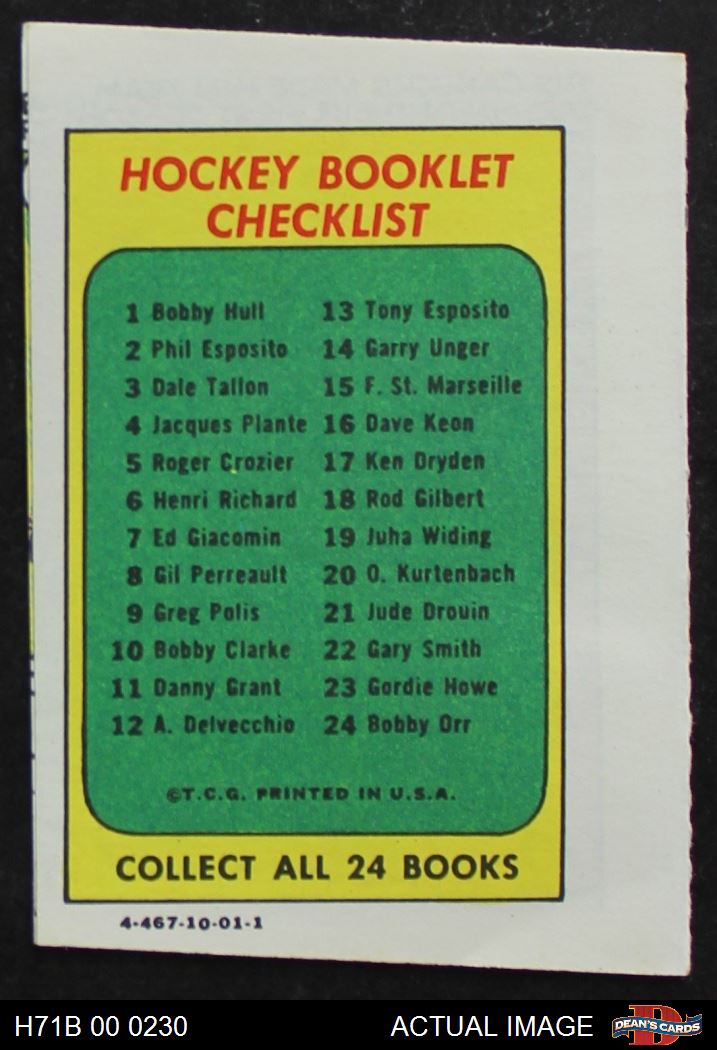 HOCKEY BOOKLET
CHECKLIST
1 Bobby Hull
2 Phil Esposito
3 Dale Tallon
4 Jacques Plante
5 Roger Crozier
6 Henri Richard
7 Ed Giacomin
8 Gil Perreault
9 Greg Polis
10 Bobby Clarke
11 Danny Grant
12 A. Delvecchio
13 Tony Esposito
14 Garry Unger
15 F. St. Marseille
16 Dave Keon
17 Ken Dryden
18 Rod Gilbert
19 Juha Widing
20 O. Kurtenbach
21 Jude Drouin
22 Gary Smith
23 Gordie Howe
24 Bobby Orr
©T.C.G. PRINTED IN U.S.A.
COLLECT ALL 24 BOOKS
4-467-10-01-1
H71B 00 0230
ACTUAL IMAGE
DEAN'S CARDS